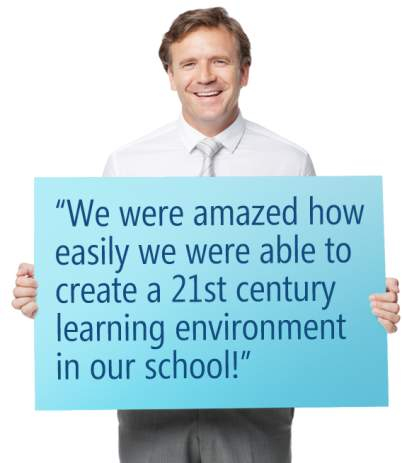 “We were amazed how
easily we were able to
create a 21st century
learning environment
in our school!”